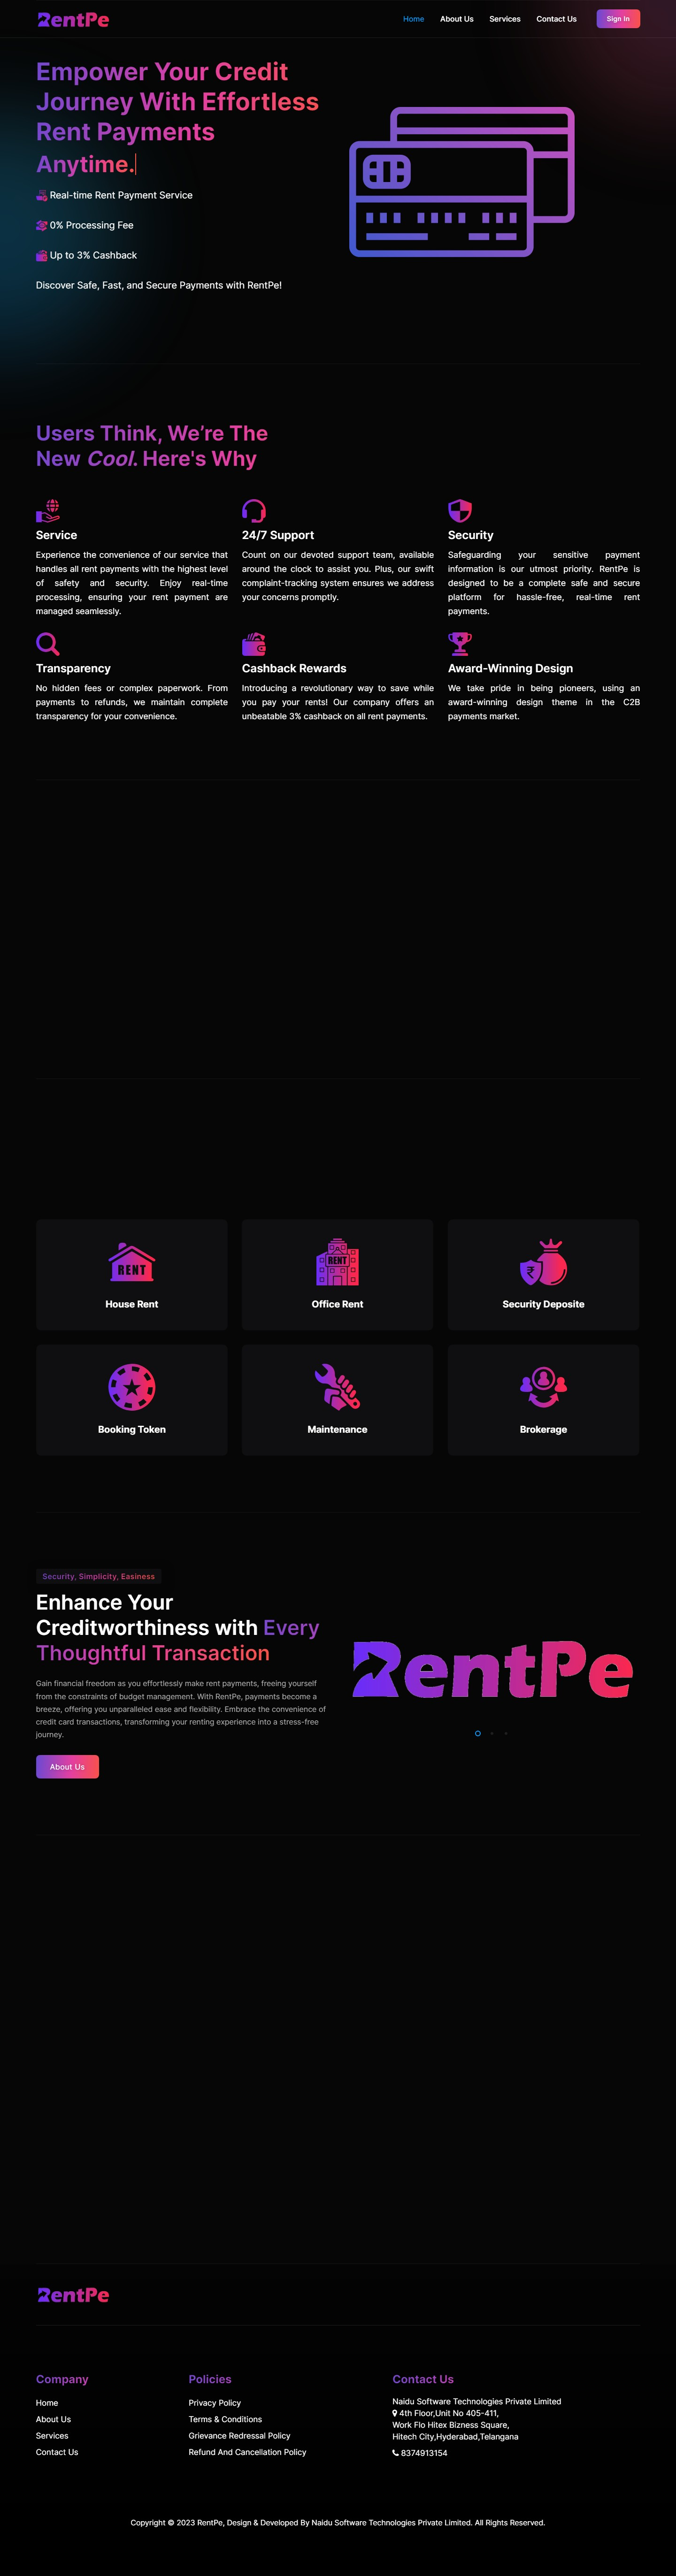 RentPe
Home
About Us
Services
Contact Us
Sign In
Empower Your Credit
Journey With Effortless
Rent Payments
Anytime.
Real-time Rent Payment Service
0% Processing Fee
Up to 3% Cashback
Discover Safe, Fast, and Secure Payments with RentPe!
Users Think, We’re The
New Cool. Here's Why
Service
Experience the convenience of our service that
handles all rent payments with the highest level
of safety and security. Enjoy real-time
processing, ensuring your rent payment are
managed seamlessly.
24/7 Support
Count on our devoted support team, available
around the clock to assist you. Plus, our swift
complaint-tracking system ensures we address
your concerns promptly.
Security
Safeguarding your sensitive payment
information is our utmost priority. RentPe is
designed to be a complete safe and secure
platform for hassle-free, real-time rent
payments.
Transparency
No hidden fees or complex paperwork. From
payments to refunds, we maintain complete
transparency for your convenience.
Cashback Rewards
Introducing a revolutionary way to save while
you pay your rents! Our company offers an
unbeatable 3% cashback on all rent payments.
Award-Winning Design
We take pride in being pioneers, using an
award-winning design theme in the C2B
payments market.
RENT
House Rent
RENT
Office Rent
₹
Security Deposite
Booking Token
Maintenance
Brokerage
Security, Simplicity, Easiness
Enhance Your
Creditworthiness with Every
Thoughtful Transaction
Gain financial freedom as you effortlessly make rent payments, freeing yourself
from the constraints of budget management. With RentPe, payments become a
breeze, offering you unparalleled ease and flexibility. Embrace the convenience of
credit card transactions, transforming your renting experience into a stress-free
journey.
About Us
RentPe
RentPe
Company
Home
About Us
Services
Contact Us
Policies
Privacy Policy
Terms & Conditions
Grievance Redressal Policy
Refund And Cancellation Policy
Contact Us
Naidu Software Technologies Private Limited
4th Floor,Unit No 405-411,
Work Flo Hitex Bizness Square,
Hitech City,Hyderabad,Telangana
8374913154
Copyright © 2023 RentPe, Design & Developed By Naidu Software Technologies Private Limited. All Rights Reserved.